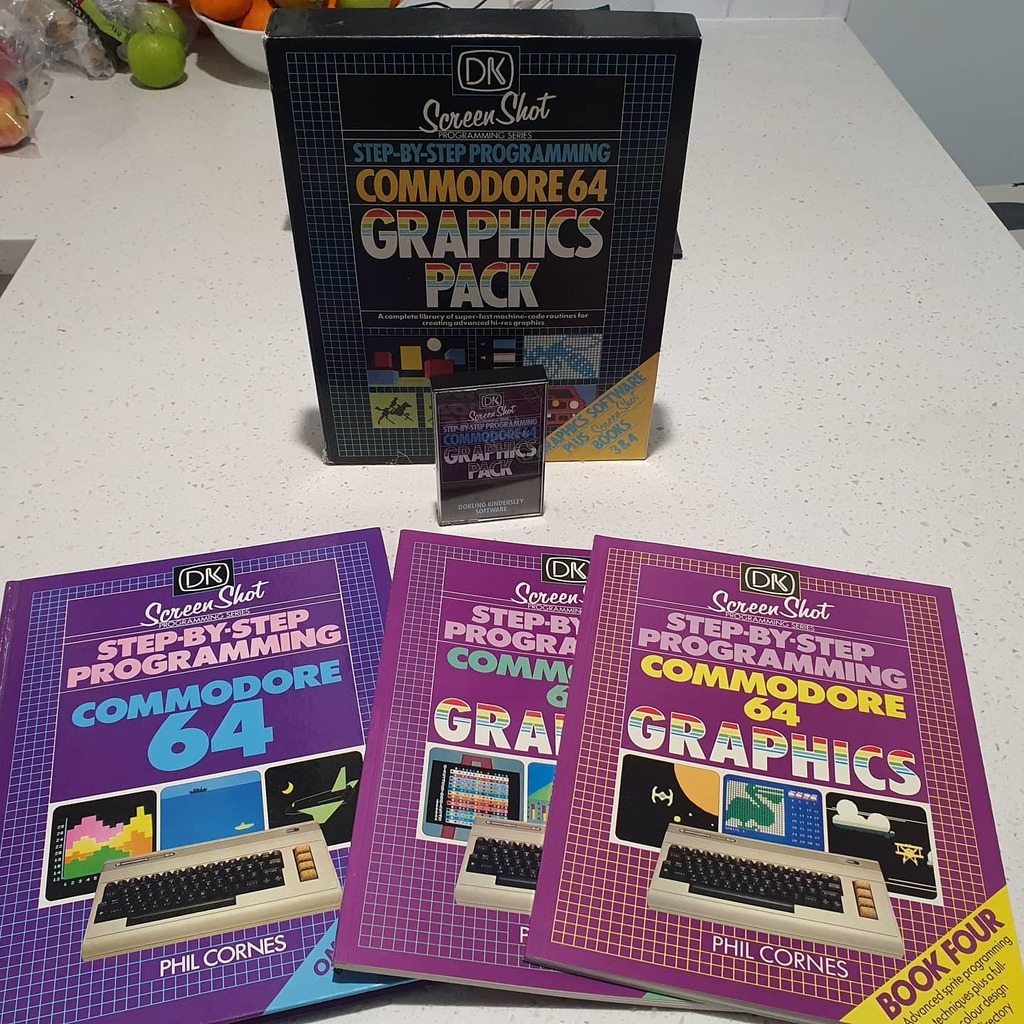 DK
Screen Shot
PROGRAMMING SERIES
STEP-BY-STEP PROGRAMMING
COMMODORE 64
GRAPHICS
PACK
A complete library of super-fast machine-code routines for
creating advanced hi-res graphics
GRAPHICS SOFTWARE
PLUS Screen Shot
BOOKS
3&4
DK
Screen Shot
STEP-BY-STEP PROGRAMMING
COMMODORE 64
GRAPHICS
PACK
DORLING KINDERSLEY
SOFTWARE
DK
Screen Shot
PROGRAMMING SERIES
STEP-BY-STEP
PROGRAMMING
COMMODORE
64
PHIL CORNES
DK
Scree
PROGRAMMIN
STEP-BY
PROGRA
COMM
6
GRA
P
DK
Screen Shot
PROGRAMMING SERIES
STEP-BY-STEP
PROGRAMMING
COMMODORE
64
GRAPHICS
PHIL CORNES
BOOK FOUR
Advanced sprite programming
techniques plus a full-
colour design
directory